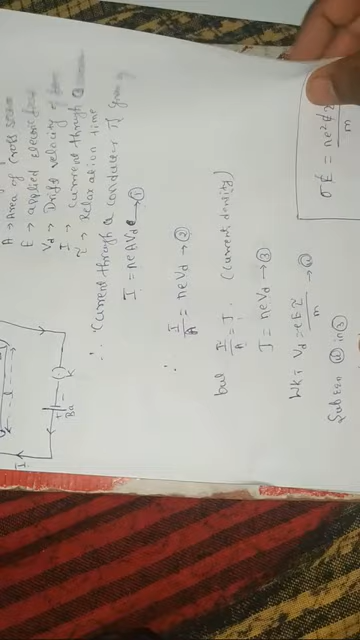 A → Area of cross
E → applied Electric field
Vd → Drift velocity of
I → current through
τ → Relaxation time
∴ Current through a conductor is given
I = neAVd → ①
∴ I/A = neVd → ②
but I/A = J. (current density)
J = neVd → ③
WKT Vd = eEτ/m → ④
Sub Eqn ④ in ③
σE = ne²Eτ/m
I
l
+ -
Ba
K